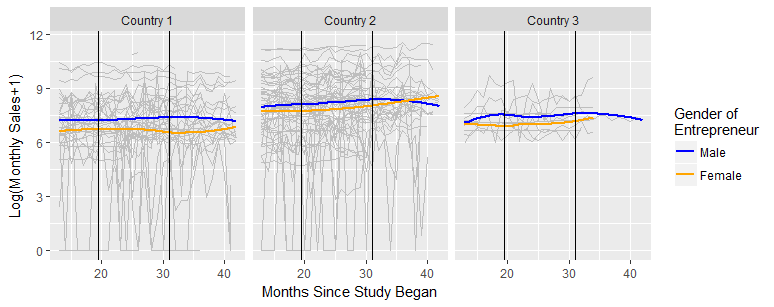 Country 1 Country 2 Country 3
12
9
6
3
0
Log(Monthly Sales+1)
20 30 40 20 30 40 20 30 40
Months Since Study Began
Gender of
Entrepreneur
Male
Female